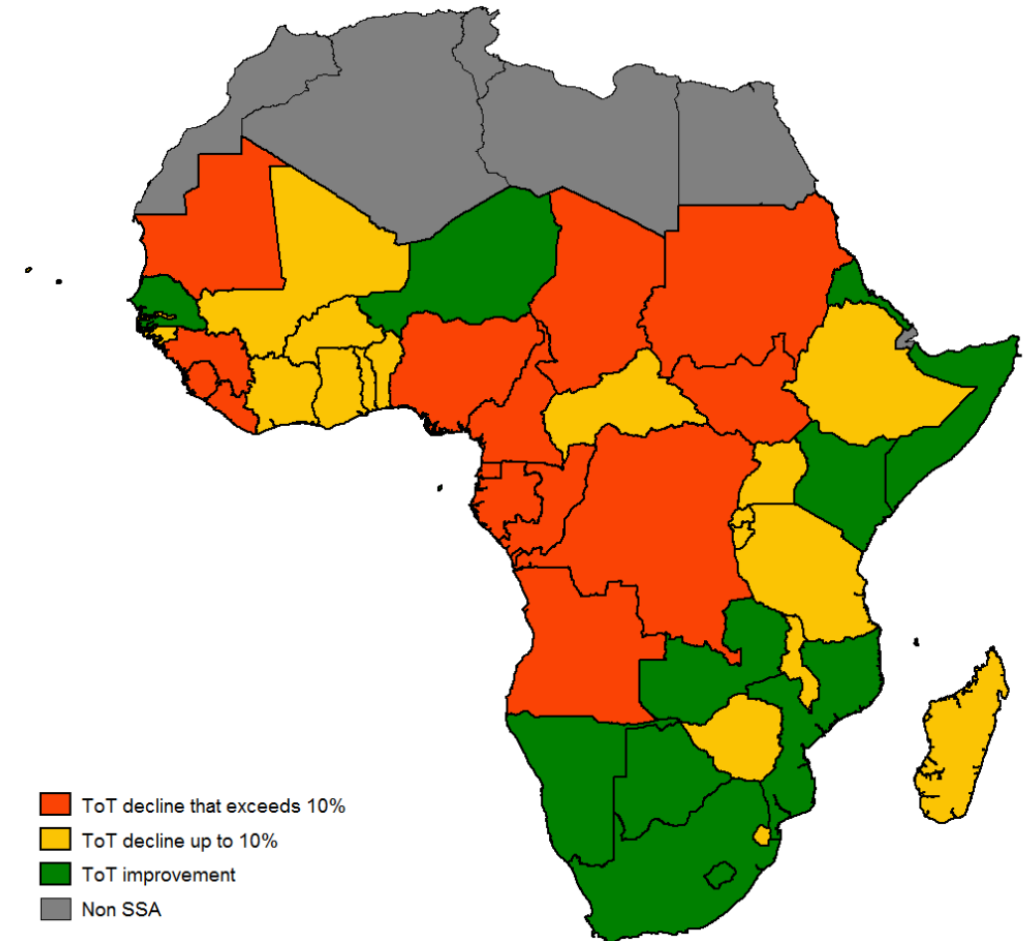 ToT decline that exceeds 10%
ToT decline up to 10%
ToT improvement
Non SSA